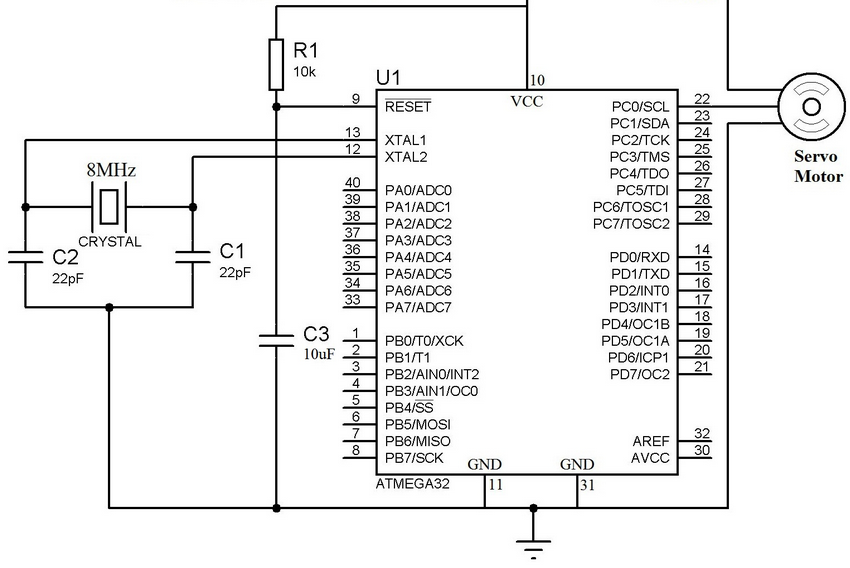 R1
10k
U1
10
VCC
9
RESET
13
XTAL1
12
XTAL2
8MHz
CRYSTAL
C2
22pF
C1
22pF
C3
10uF
40
PA0/ADC0
39
PA1/ADC1
38
PA2/ADC2
37
PA3/ADC3
36
PA4/ADC4
35
PA5/ADC5
34
PA6/ADC6
33
PA7/ADC7
1
PB0/T0/XCK
2
PB1/T1
3
PB2/AIN0/INT2
4
PB3/AIN1/OC0
5
PB4/SS
6
PB5/MOSI
7
PB6/MISO
8
PB7/SCK
PC0/SCL
22
PC1/SDA
23
PC2/TCK
24
PC3/TMS
25
PC4/TDO
26
PC5/TDI
27
PC6/TOSC1
28
PC7/TOSC2
29
PD0/RXD
14
PD1/TXD
15
PD2/INT0
16
PD3/INT1
17
PD4/OC1B
18
PD5/OC1A
19
PD6/ICP1
20
PD7/OC2
21
AREF
32
AVCC
30
GND
11
GND
31
ATMEGA32
Servo
Motor